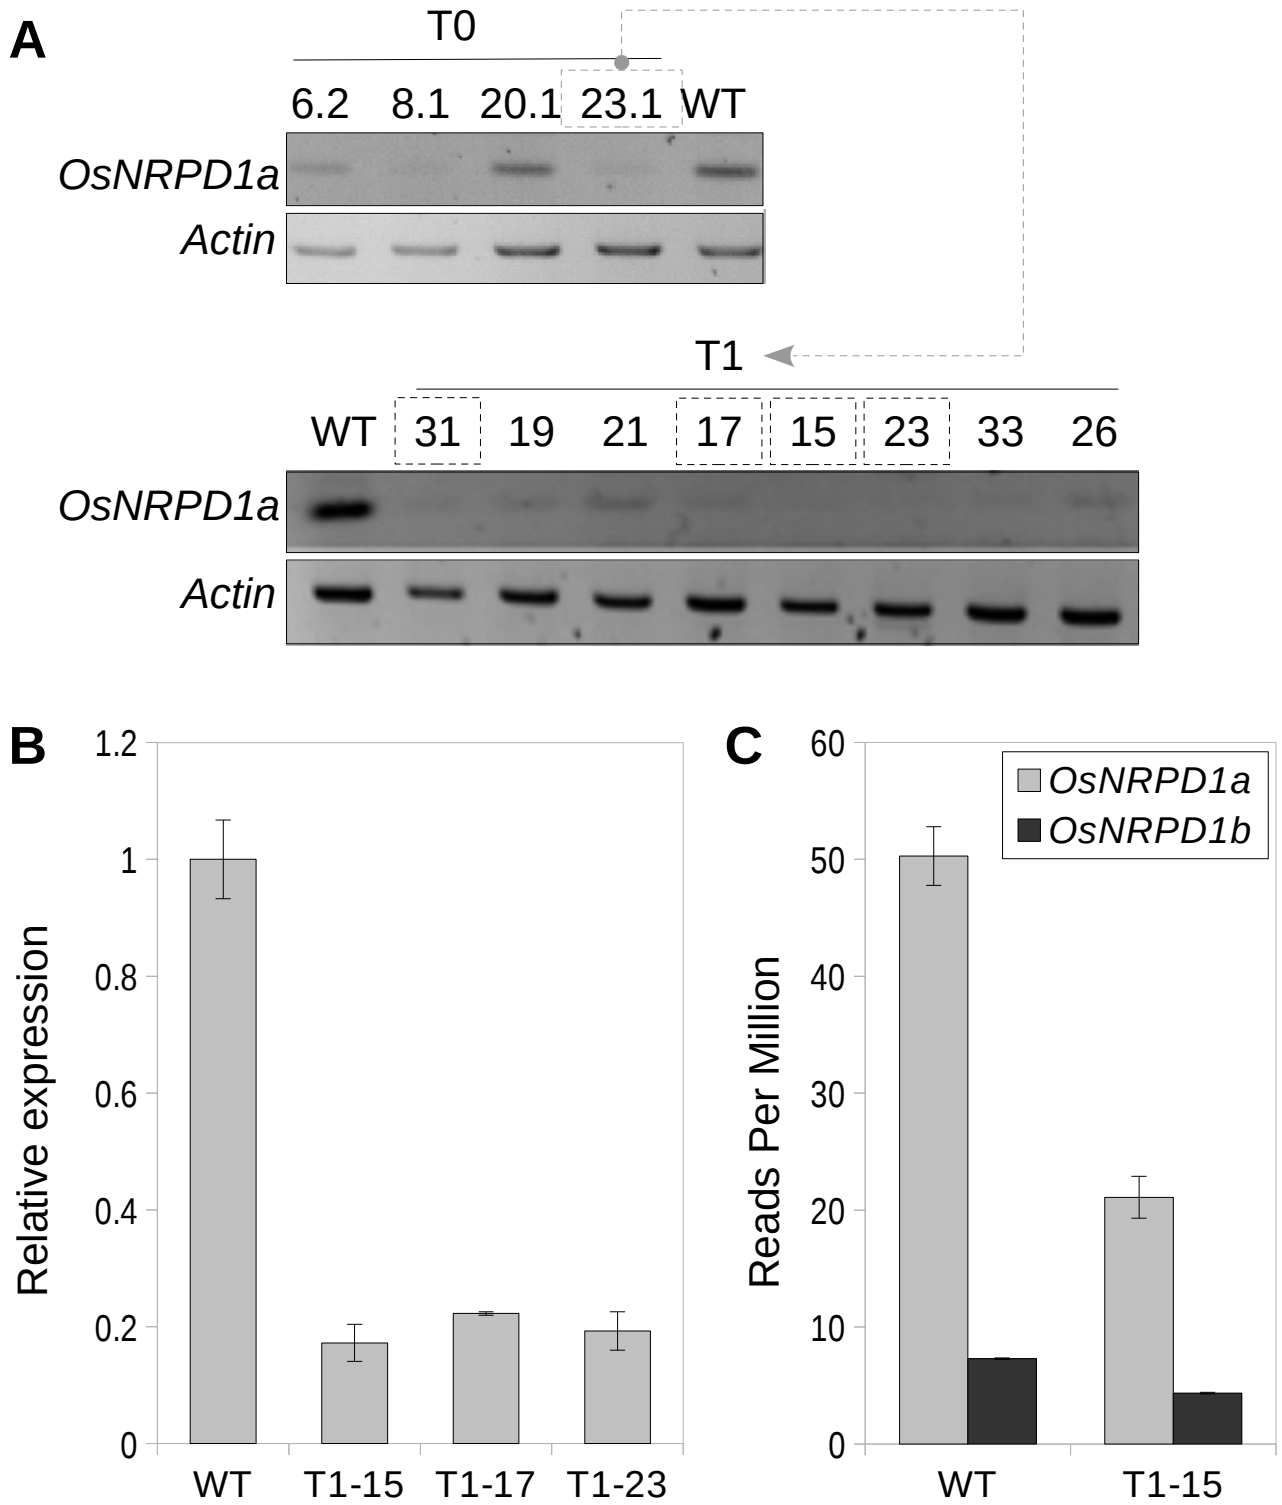 A
T0
6.2 8.1 20.1 23.1 WT
OsNRPD1a
Actin
T1
WT 31 19 21 17 15 23 33 26
OsNRPD1a
Actin
B
1.2
1
0.8
0.6
0.4
0.2
0
Relative expression
WT T1-15 T1-17 T1-23
C
60
50
40
30
20
10
0
Reads Per Million
OsNRPD1a
OsNRPD1b
WT T1-15